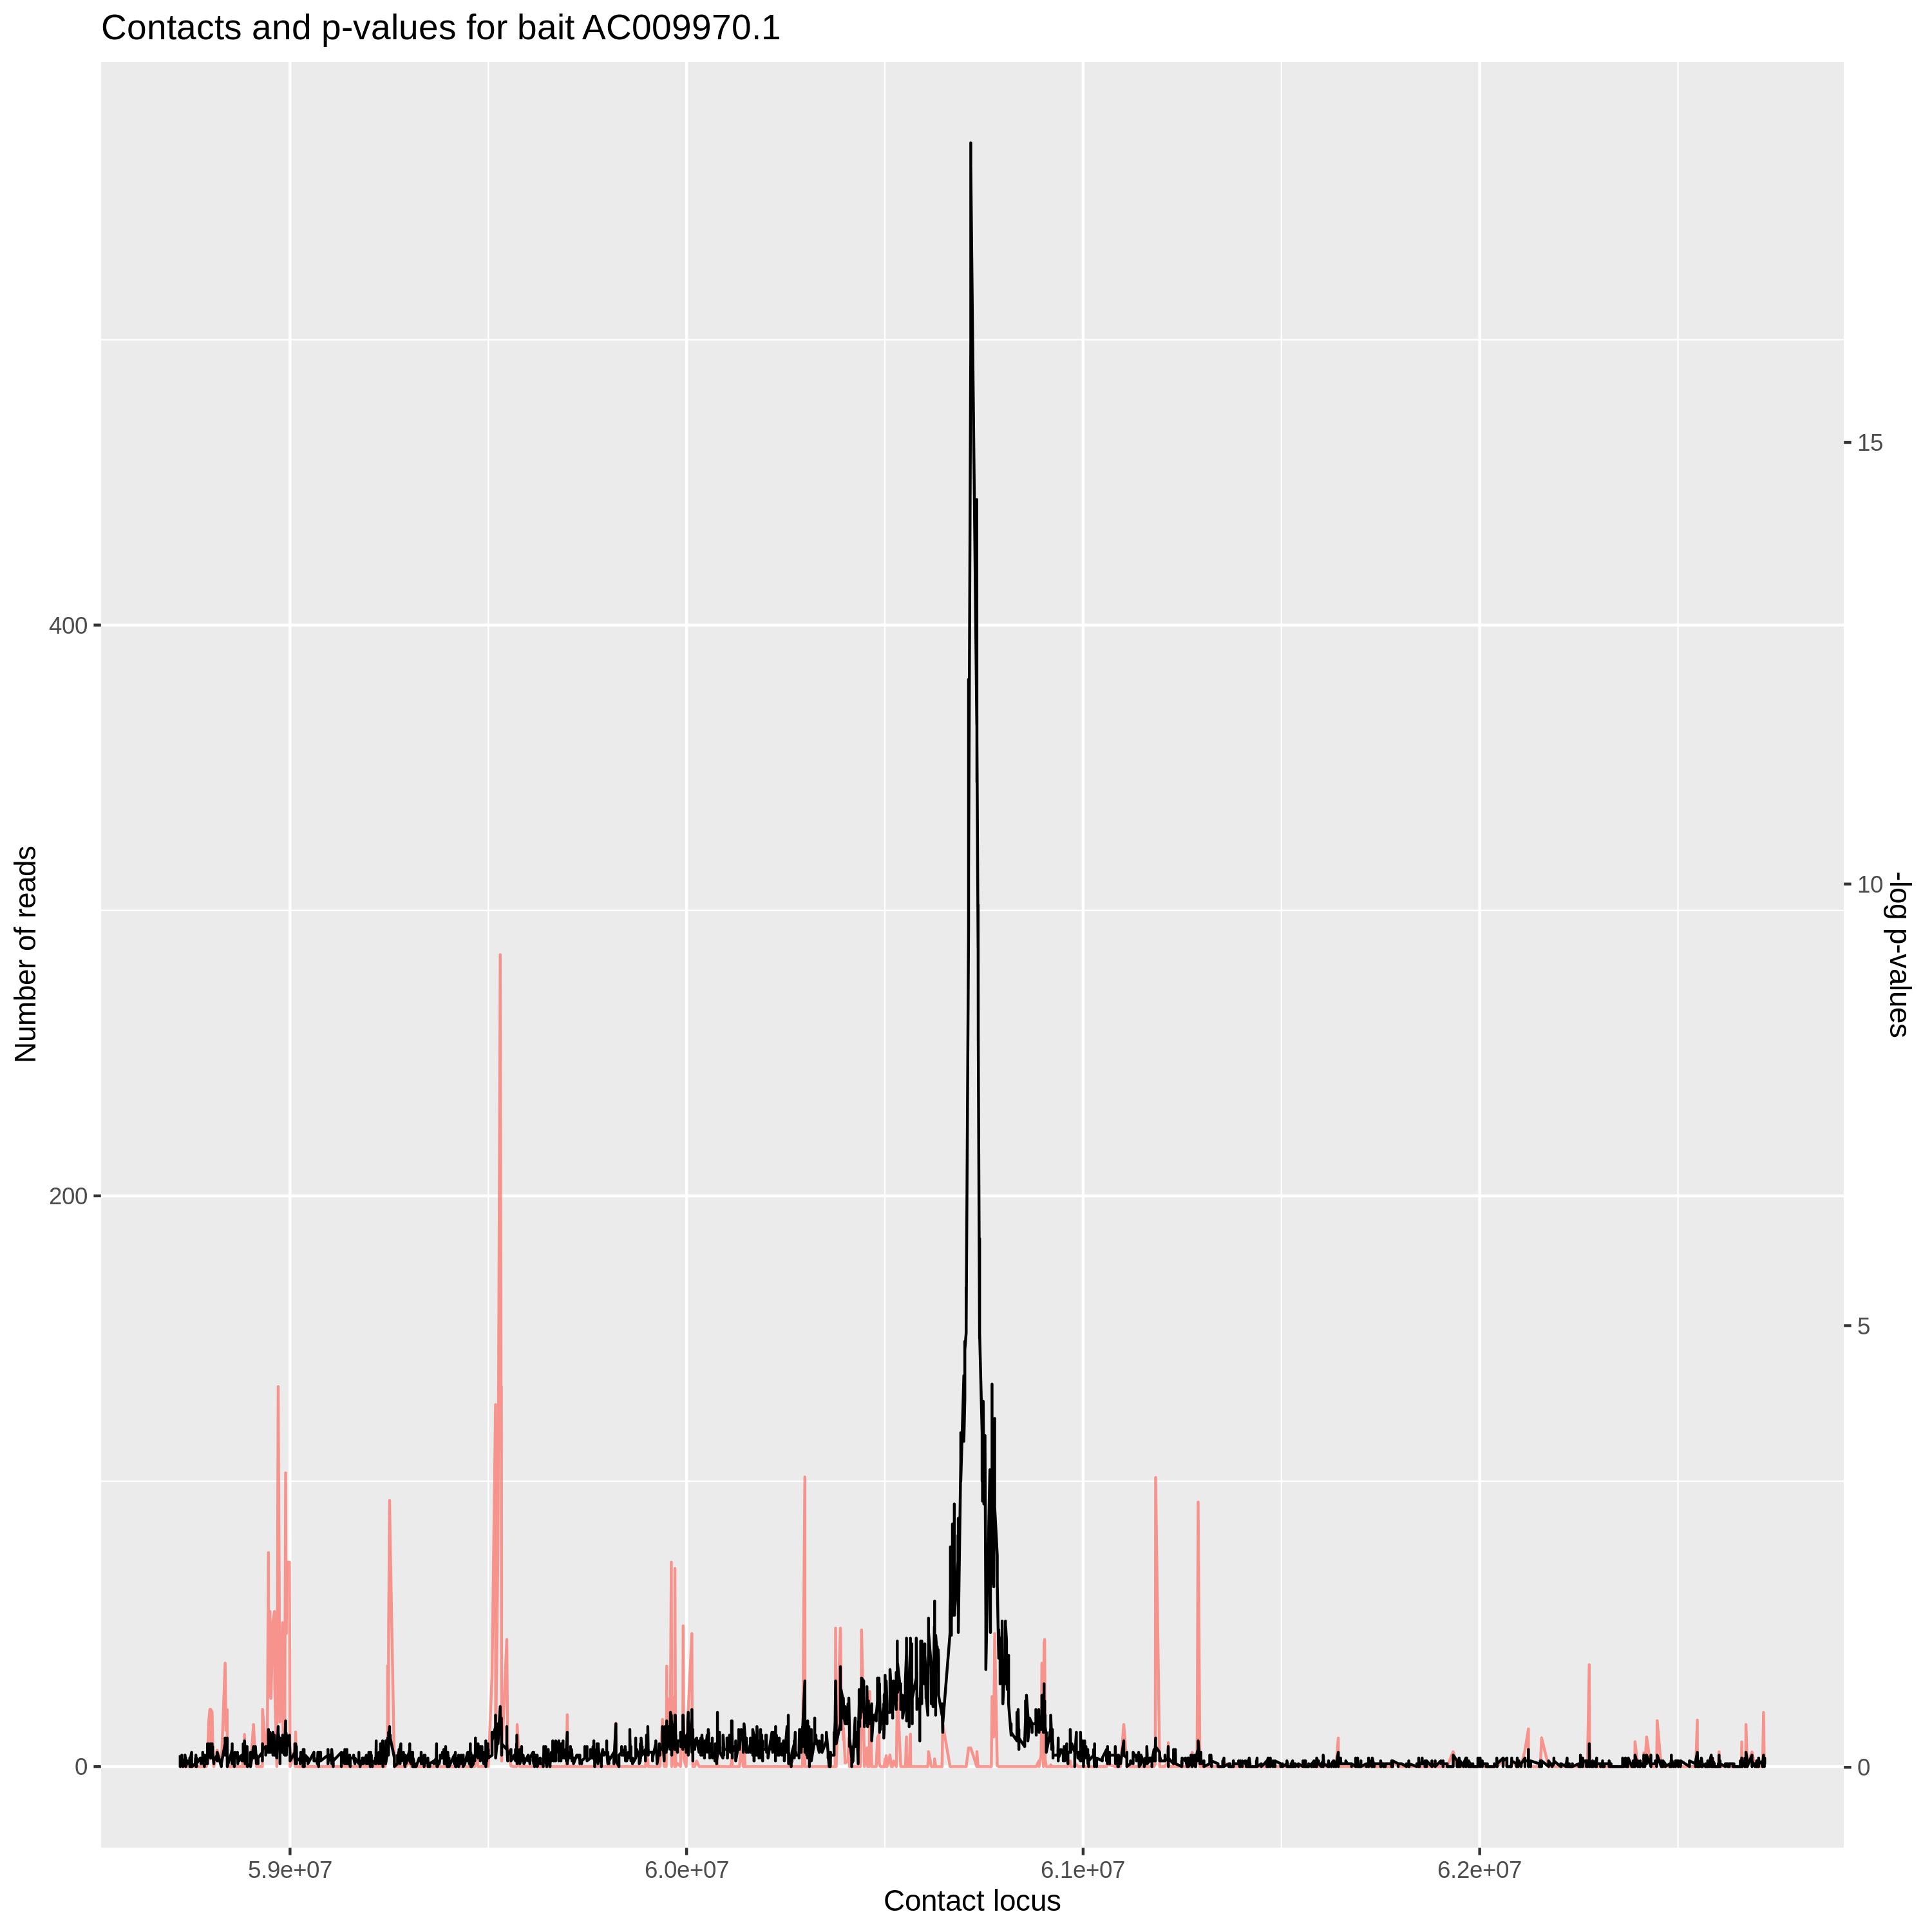 Contacts and p-values for bait AC009970.1
Number of reads
400
200
0
15
10
5
0
-log p-values
5.9e+07
6.0e+07
6.1e+07
6.2e+07
Contact locus